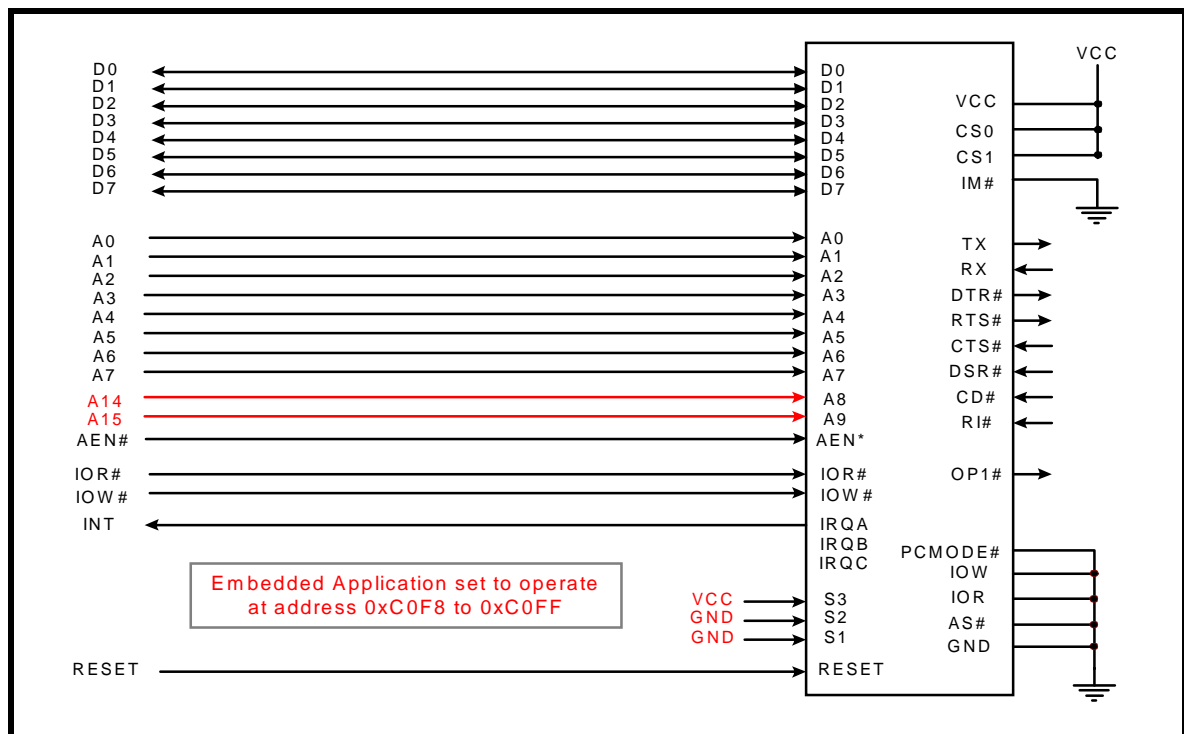 D0
D1
D2
D3
D4
D5
D6
D7
A0
A1
A2
A3
A4
A5
A6
A7
A14
A15
AEN#
IOR#
IOW#
INT
Embedded Application set to operate
at address 0xC0F8 to 0xC0FF
VCC
GND
GND
RESET
D0
D1
D2
D3
D4
D5
D6
D7
A0
A1
A2
A3
A4
A5
A6
A7
A8
A9
AEN*
IOR#
IOW#
IRQA
IRQB
IRQC
S3
S2
S1
RESET
VCC
CS0
CS1
IM#
TX
RX
DTR#
RTS#
CTS#
DSR#
CD#
RI#
OP1#
PCMODE#
IOW
IOR
AS#
GND
VCC